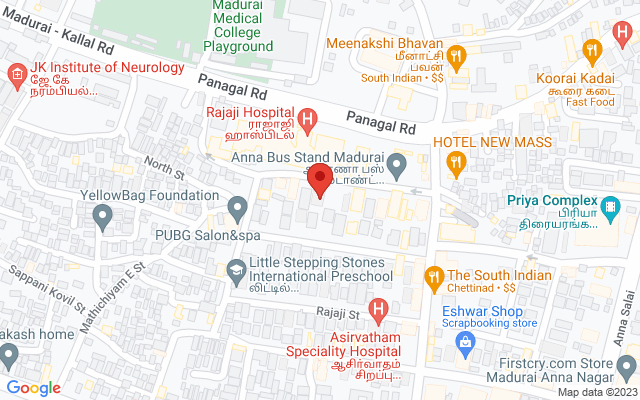 Madurai - Kallal Rd
Madurai
Medical
College
Playground
Meenakshi Bhavan
மீனாட்சி
பவன்
South Indian • $$
Koorai Kadai
கூரை கடை
Fast Food
JK Institute of Neurology
ஜே.கே
நரம்பியல்...
Panagal Rd
Rajaji Hospital
ராஜாஜி
ஹாஸ்பிடல்
Panagal Rd
HOTEL NEW MASS
North St
Anna Bus Stand Madurai
பஸ்
YellowBag Foundation
PUBG Salon&spa
Priya Complex
பிரியா
திரையரங்க...
Little Stepping Stones
International Preschool
லிட்டில்...
The South Indian
Chettinad • $$
Sappani Kovil St
Mathichiyam E St
Rajaji St
Eshwar Shop
Scrapbooking store
Anna Salai
Asirvatham
Speciality Hospital
ஆசிர்வாதம்
சிறப்பு...
akash home
Firstcry.com Store
Madurai Anna Nagar
Google
Map data ©2023